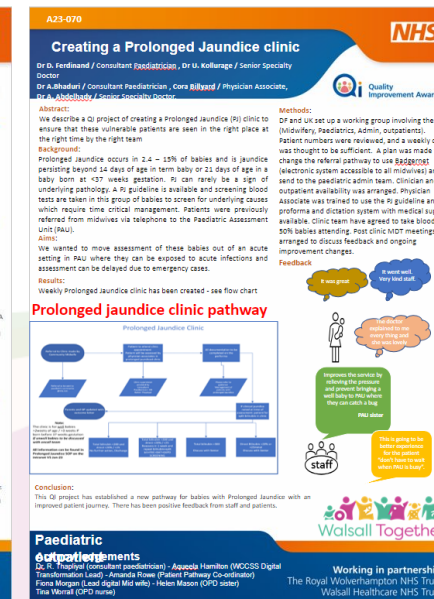 A23-070
NHS
Creating a Prolonged Jaundice clinic
Dr D. Ferdinand / Consultant Paediatrician , Dr U. Kollurage / Senior Specialty
Doctor
Dr A.Bhaduri / Consultant Paediatrician , Cora Billyard / Physician Associate,
Dr A. Abdelhady / Senior Specialty Doctor
Quality
Improvement Awar
Abstract:
We describe a QI project of creating a Prolonged Jaundice (PJ) clinic to
ensure that these vulnerable patients are seen in the right place at
the right time by the right team
Background:
Prolonged Jaundice occurs in 2.4 – 15% of babies and is jaundice
persisting beyond 14 days of age in term baby or 21 days of age in a
baby born at <37 weeks gestation. PJ can rarely be a sign of
underlying pathology. A PJ guideline is available and screening blood
tests are taken in this group of babies to screen for underlying causes
which require time critical management. Patients were previously
referred from midwives via telephone to the Paediatric Assessment
Unit (PAU).
Aims:
We wanted to move assessment of these babies out of an acute
setting in PAU where they can be exposed to acute infections and
assessment can be delayed due to emergency cases.
Results:
Weekly Prolonged Jaundice clinic has been created - see flow chart
Prolonged jaundice clinic pathway
Prolonged Jaundice Clinic
Conclusion:
This QI project has established a new pathway for babies with Prolonged Jaundice with an
improved patient journey. There has been positive feedback from staff and patients.
Methods:
DF and UK set up a working group involving the
(Midwifery, Paediatrics, Admin, outpatients).
Patient numbers were reviewed, and a weekly c
was thought to be sufficient. A plan was made
change the referral pathway to use Badgernet
(electronic system accessible to all midwives) a
send to the paediatric admin team. Clinician an
outpatient availability was arranged. Physician
Associate was trained to use the PJ guideline an
proforma and dictation system with medical sup
available. Clinic team have agreed to take blood
50% babies attending. Post clinic MDT meetings
arranged to discuss feedback and ongoing
improvement changes.
Feedback
It was great
It went well.
Very kind staff.
The doctor
explained to me
every thing and
she was lovely
Improves the service by
relieving the pressure
and prevent bringing a
well baby to PAU where
they can catch a bug
PAU sister
This is going to be
better experience
for the patient
"don't have to wait
when PAU is busy".
staff
Walsall Togethe
Paediatric
Outpatient
Acknowledgements
Dr. R. Thapliyal (consultant paediatrician) - Aqueela Hamilton (WCCSS Digital
Transformation Lead) - Amanda Rowe (Patient Pathway Co-ordinator)
Fiona Morgan (Lead digital Mid wife) - Helen Mason (OPD sister)
Tina Worrall (OPD nurse)
Working in partnershi
The Royal Wolverhampton NHS Tru
Walsall Healthcare NHS Tru